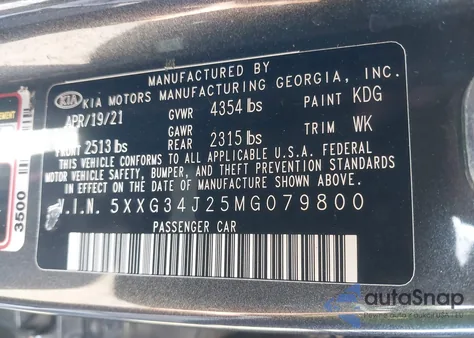 MANUFACTURED BY
KIA KIA MOTORS MANUFACTURING GEORGIA, INC.
APR/19/21 GVWR 4354 lbs PAINT KDG
GAWR
FRONT 2513 lbs REAR 2315 lbs TRIM WK
THIS VEHICLE CONFORMS TO ALL APPLICABLE U.S.A. FEDERAL
MOTOR VEHICLE SAFETY, BUMPER, AND THEFT PREVENTION
STANDARDS IN EFFECT ON THE DATE OF MANUFACTURE SHOWN ABOVE.
V.I.N. 5XXG34J25MG079800
PASSENGER CAR
3500
autoSnap